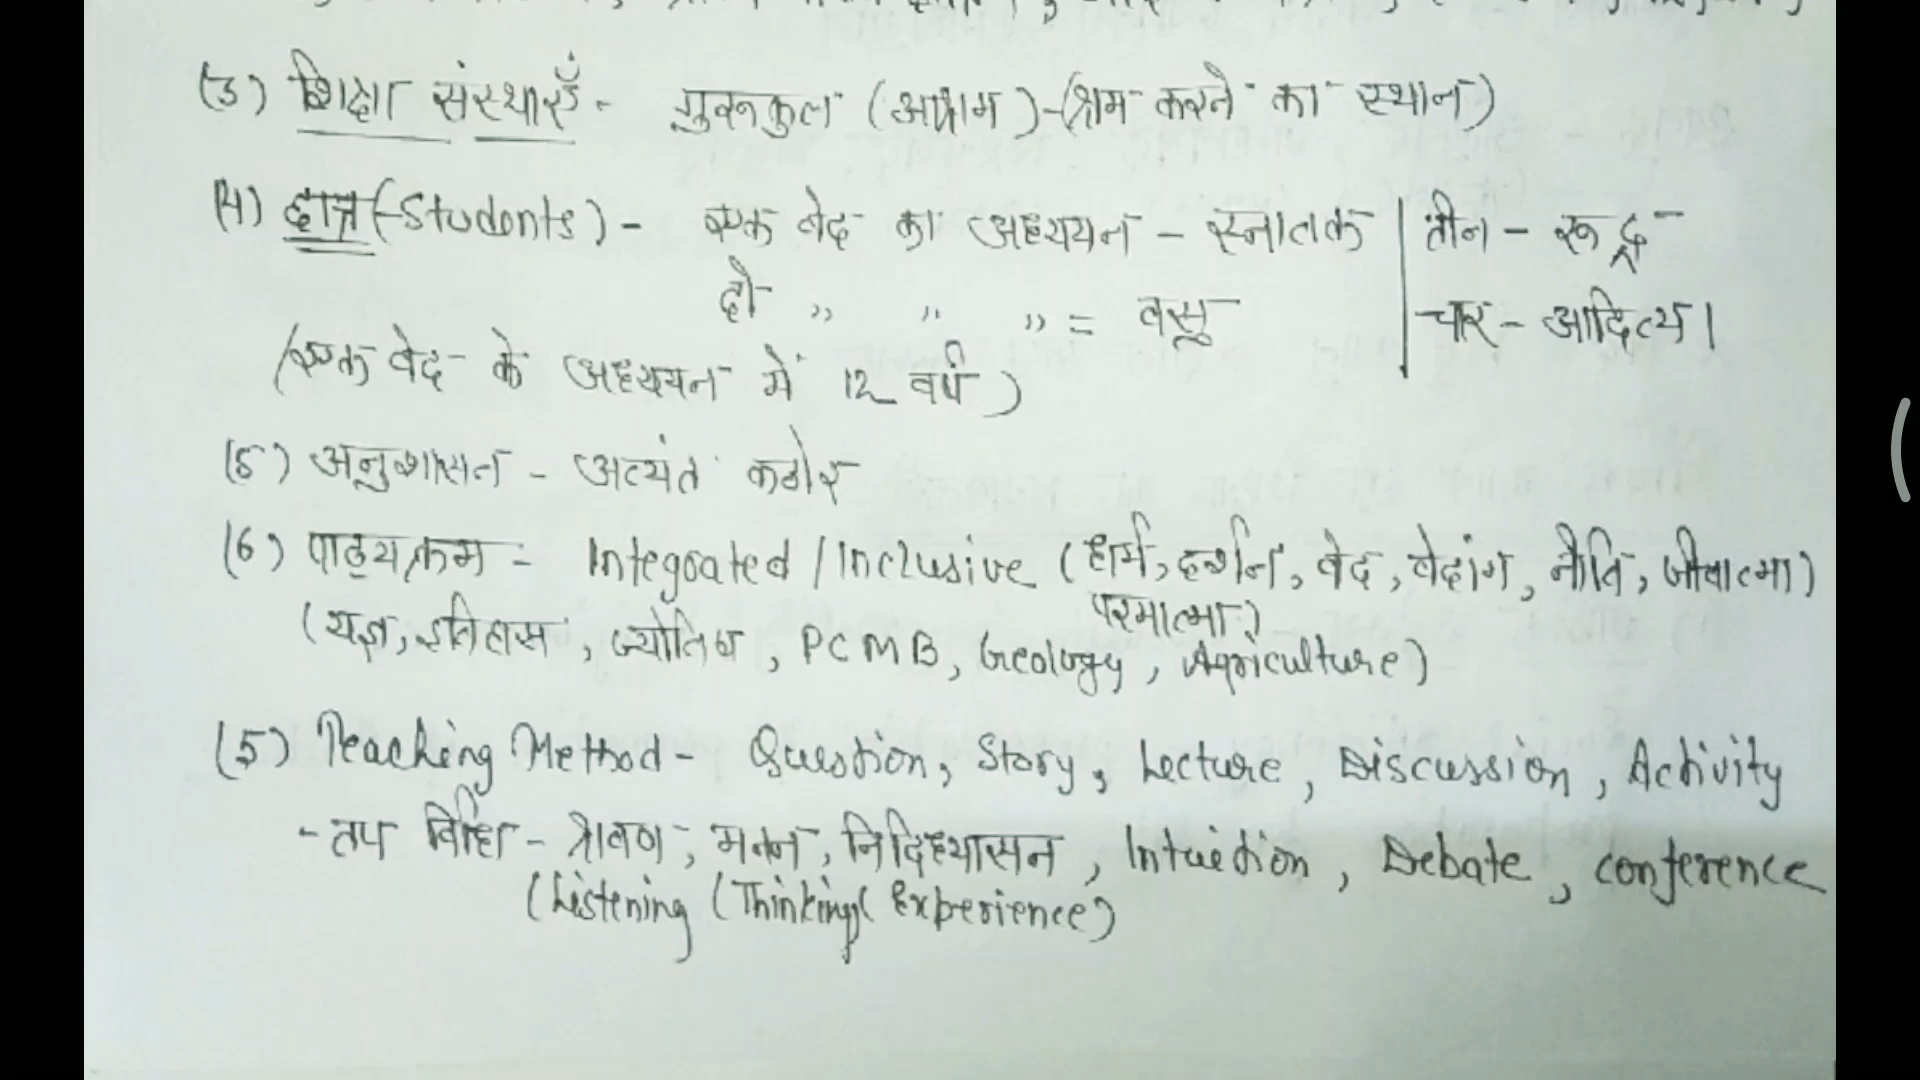 (3) शिक्षा संस्थाएँ - गुरुकुल (आश्रम) - (श्रम करने का स्थान)
(4) छात्र (Students) - एक वेद का अध्ययन - स्नातक | तीन - रूद्र
दो ,, ,, ,, = वसू | चार - आदित्य।
(एक वेद के अध्ययन में 12 वर्ष)
(5) अनुशासन - अत्यंत कठोर
(6) पाठ्यक्रम - Integrated / Inclusive (धर्म, दर्शन, वेद, वेदांग, नीति, जीवात्मा)
परमात्मा)
(यज्ञ, इतिहास, ज्योतिष, PCMB, Geology, Agriculture)
(5) Teaching Method - Question, Story, Lecture, Discussion, Activity
- तप विधि - श्रावण, मनन, निदिध्यासन, Intuition, Debate, conference
(Listening (Thinking( Experience)